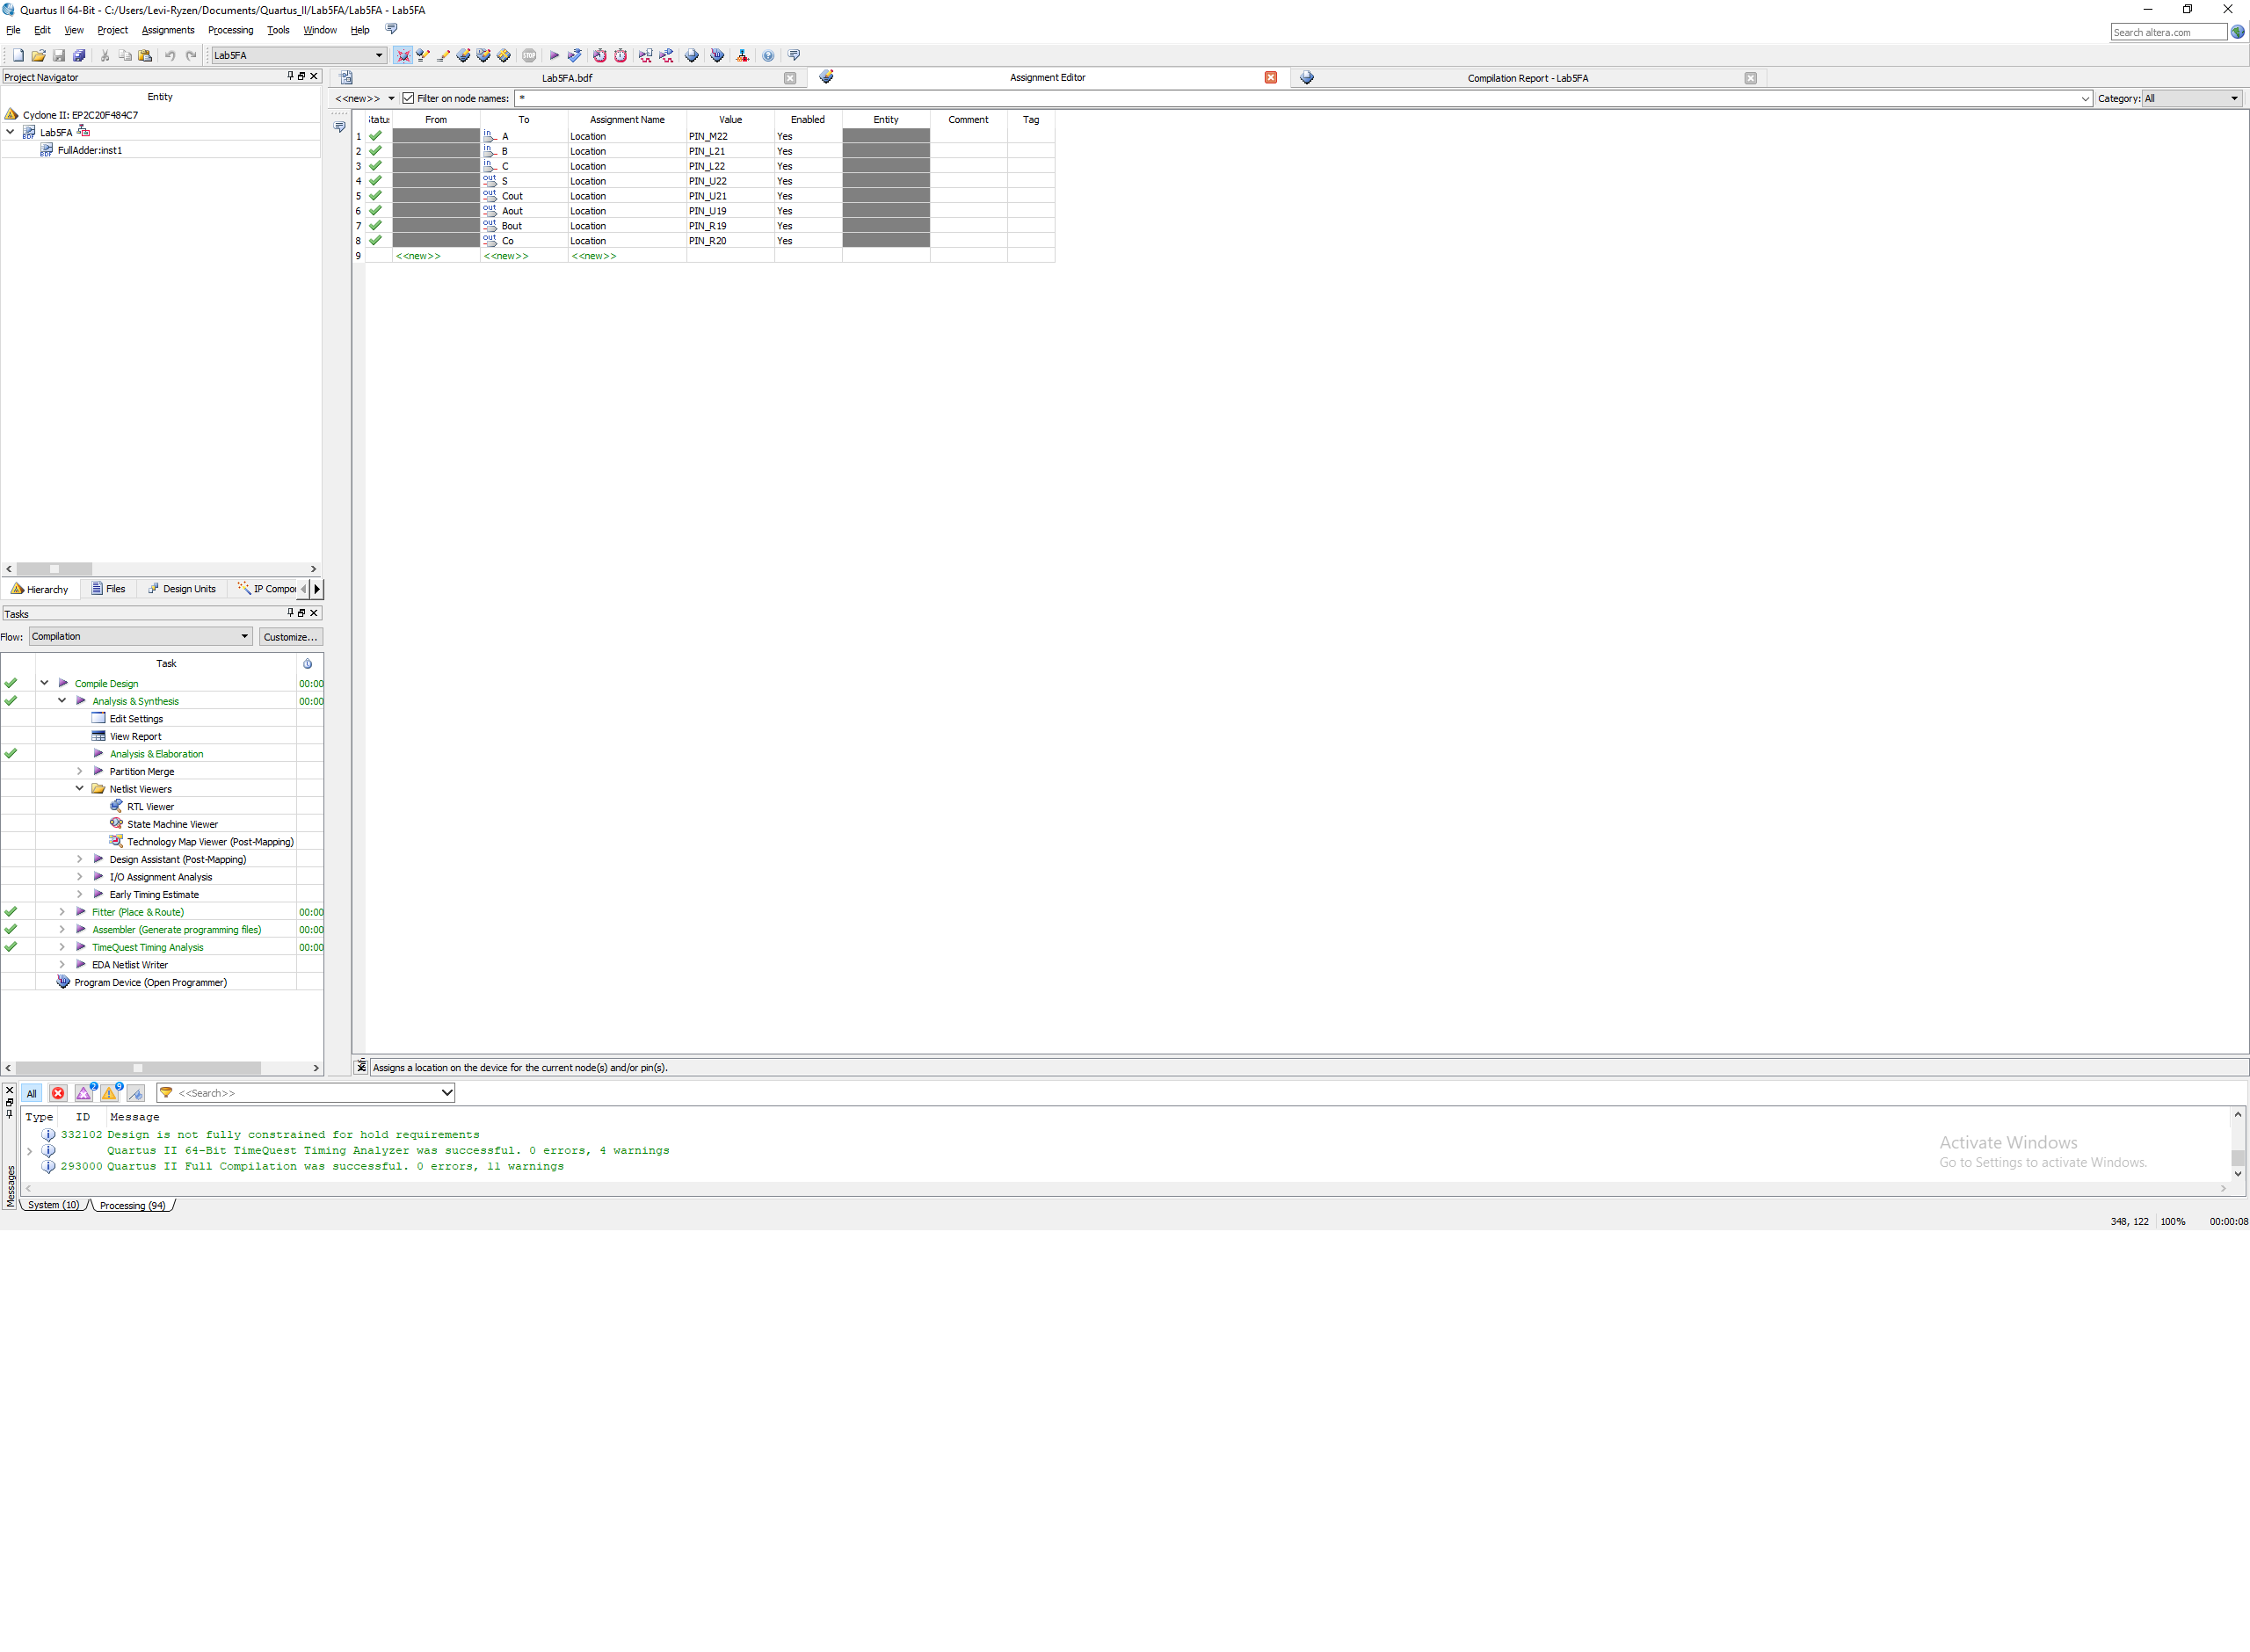 Quartus II 64-Bit - C:/Users/Levi-Ryzen/Documents/Quartus_II/Lab5FA/Lab5FA - Lab5FA
File Edit View Project Assignments Processing Tools Window Help
Search altera.com
Lab5FA
Project Navigator
Entity
Cyclone II: EP2C20F484C7
Lab5FA
FullAdder:inst1
Hierarchy Files Design Units IP Compo
Tasks
Flow: Compilation Customize...
Task
Compile Design 00:00
Analysis & Synthesis 00:00
Edit Settings
View Report
Analysis & Elaboration
Partition Merge
Netlist Viewers
RTL Viewer
State Machine Viewer
Technology Map Viewer (Post-Mapping)
Design Assistant (Post-Mapping)
I/O Assignment Analysis
Early Timing Estimate
Fitter (Place & Route) 00:00
Assembler (Generate programming files) 00:00
TimeQuest Timing Analysis 00:00
EDA Netlist Writer
Program Device (Open Programmer)
Lab5FA.bdf Assignment Editor Compilation Report - Lab5FA
<<new>> Filter on node names: * Category: All
itatu: From To Assignment Name Value Enabled Entity Comment Tag
1 in A Location PIN_M22 Yes
2 in B Location PIN_L21 Yes
3 in C Location PIN_L22 Yes
4 out S Location PIN_U22 Yes
5 out Cout Location PIN_U21 Yes
6 out Aout Location PIN_U19 Yes
7 out Bout Location PIN_R19 Yes
8 out Co Location PIN_R20 Yes
9 <<new>> <<new>> <<new>>
Assigns a location on the device for the current node(s) and/or pin(s).
All 2 9 <<Search>>
Type ID Message
332102 Design is not fully constrained for hold requirements
Quartus II 64-Bit TimeQuest Timing Analyzer was successful. 0 errors, 4 warnings
293000 Quartus II Full Compilation was successful. 0 errors, 11 warnings
Messages
System (10) Processing (94)
Activate Windows
Go to Settings to activate Windows.
348, 122 100% 00:00:08